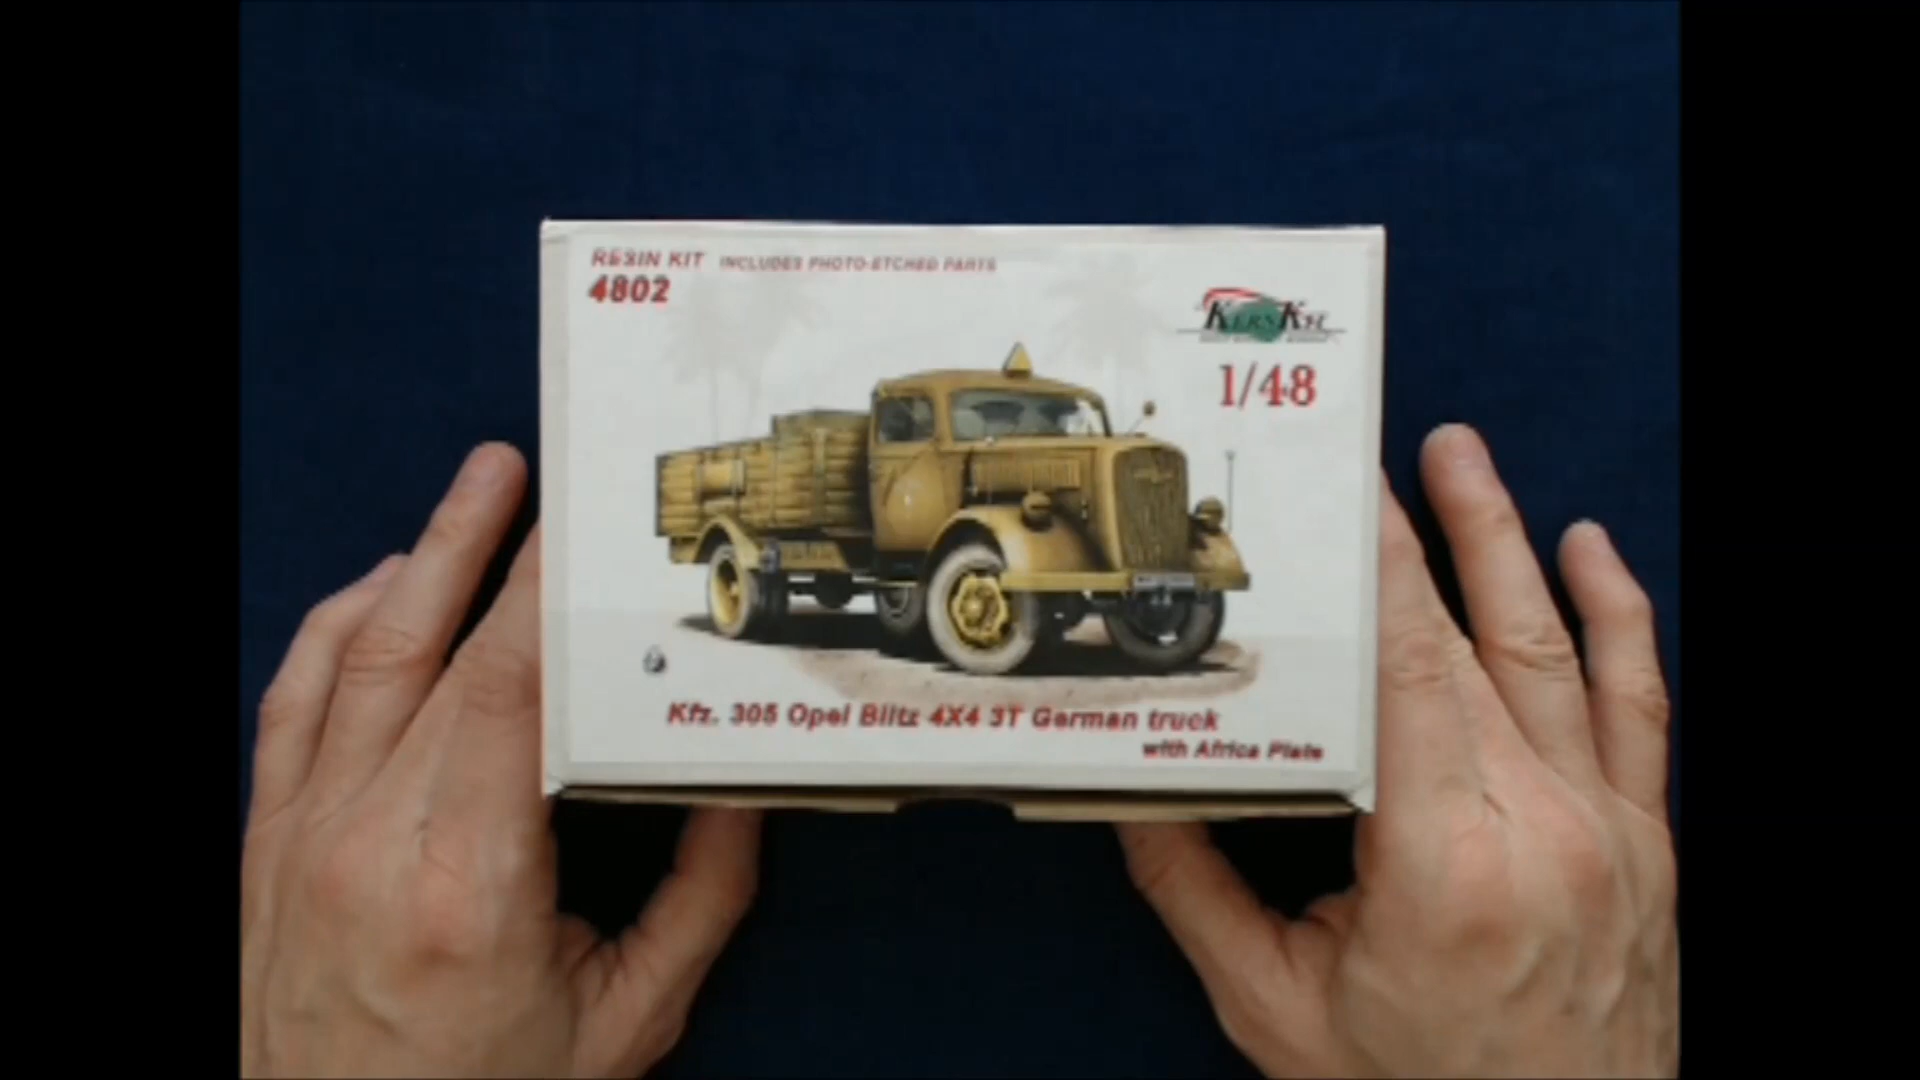 RESIN KIT INCLUDES PHOTO-ETCHED PARTS
4802
KersKit
1/48
Kfz. 305 Opel Blitz 4X4 3T German truck
with Africa Plate